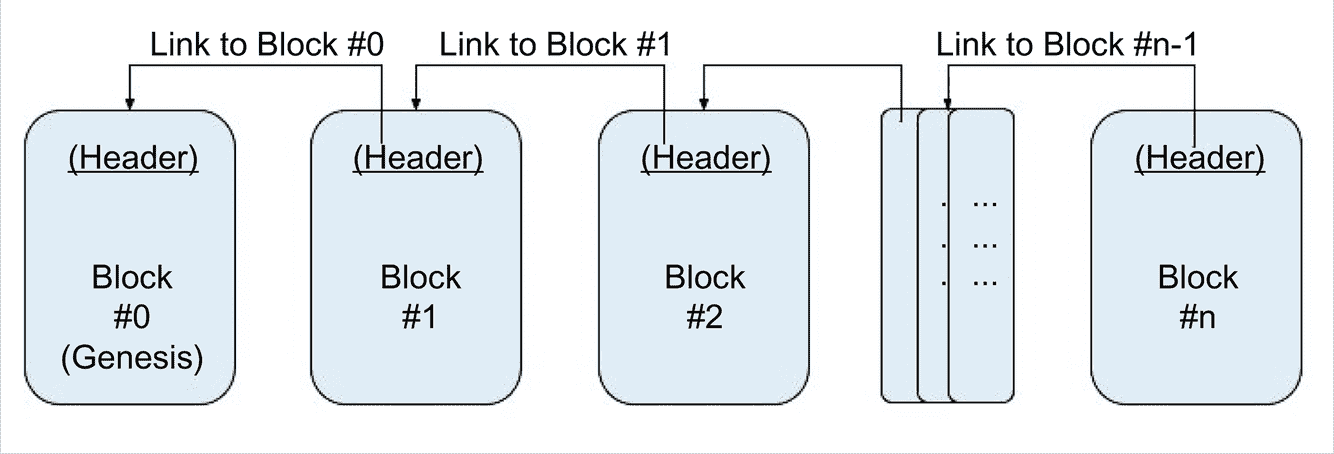 Link to Block #0
Link to Block #1
Link to Block #n-1
(Header)
(Header)
(Header)
(Header)
. ...
. ...
. ...
Block
#0
(Genesis)
Block
#1
Block
#2
Block
#n